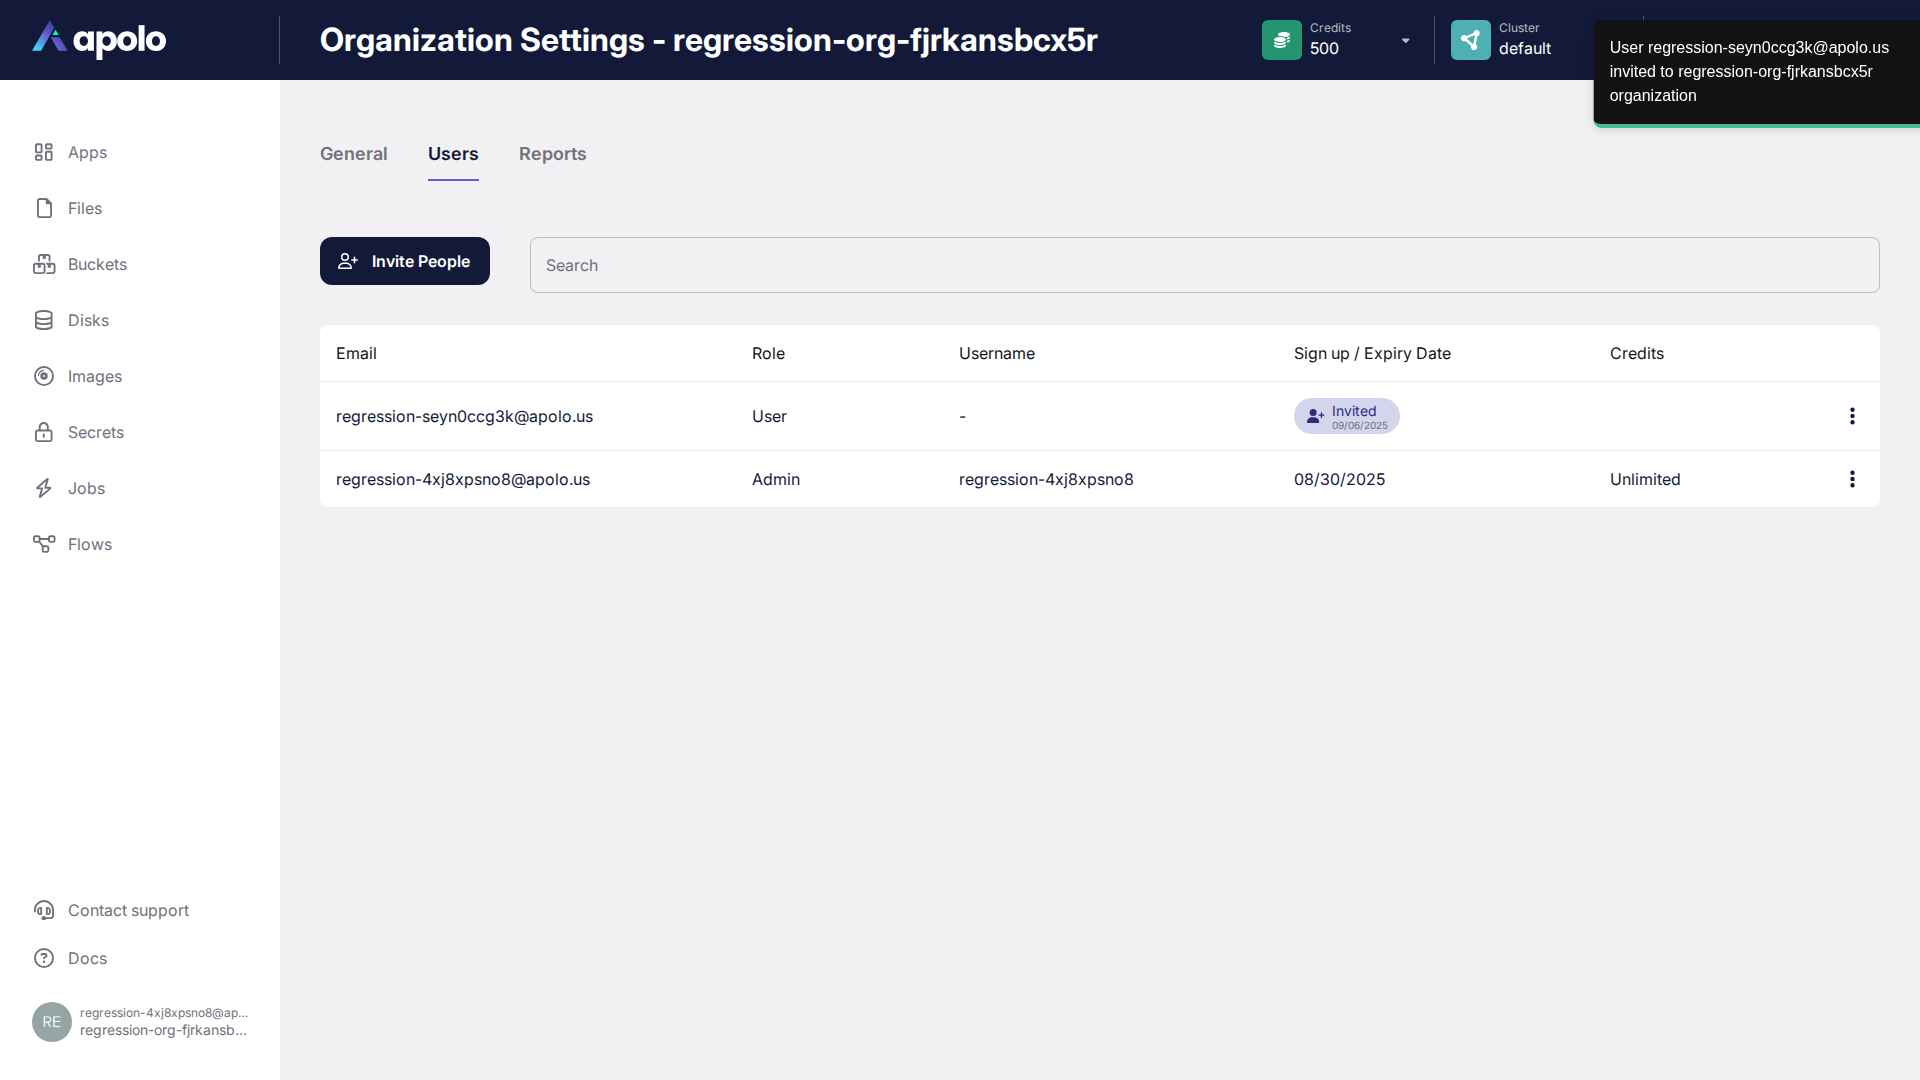 apolo
Organization Settings - regression-org-fjrkansbcx5r
Credits
500
Cluster
default
User regression-seyn0ccg3k@apolo.us
invited to regression-org-fjrkansbcx5r
organization
Apps
Files
Buckets
Disks
Images
Secrets
Jobs
Flows
Contact support
Docs
RE
regression-4xj8xpsno8@ap...
regression-org-fjrkansb...
General Users Reports
Invite People
Search
Email Role Username Sign up / Expiry Date Credits
regression-seyn0ccg3k@apolo.us User - Invited
09/06/2025
regression-4xj8xpsno8@apolo.us Admin regression-4xj8xpsno8 08/30/2025 Unlimited